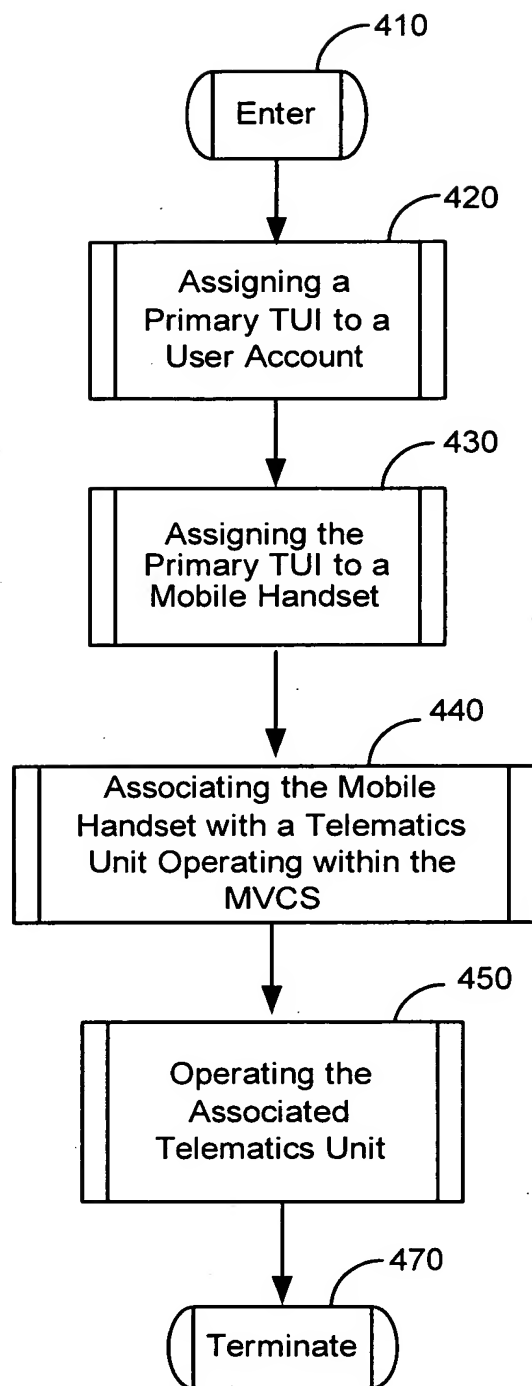 410
Enter
420
Assigning a
Primary TUI to a
User Account
430
Assigning the
Primary TUI to a
Mobile Handset
440
Associating the Mobile
Handset with a Telematics
Unit Operating within the
MVCS
450
Operating the
Associated
Telematics Unit
470
Terminate